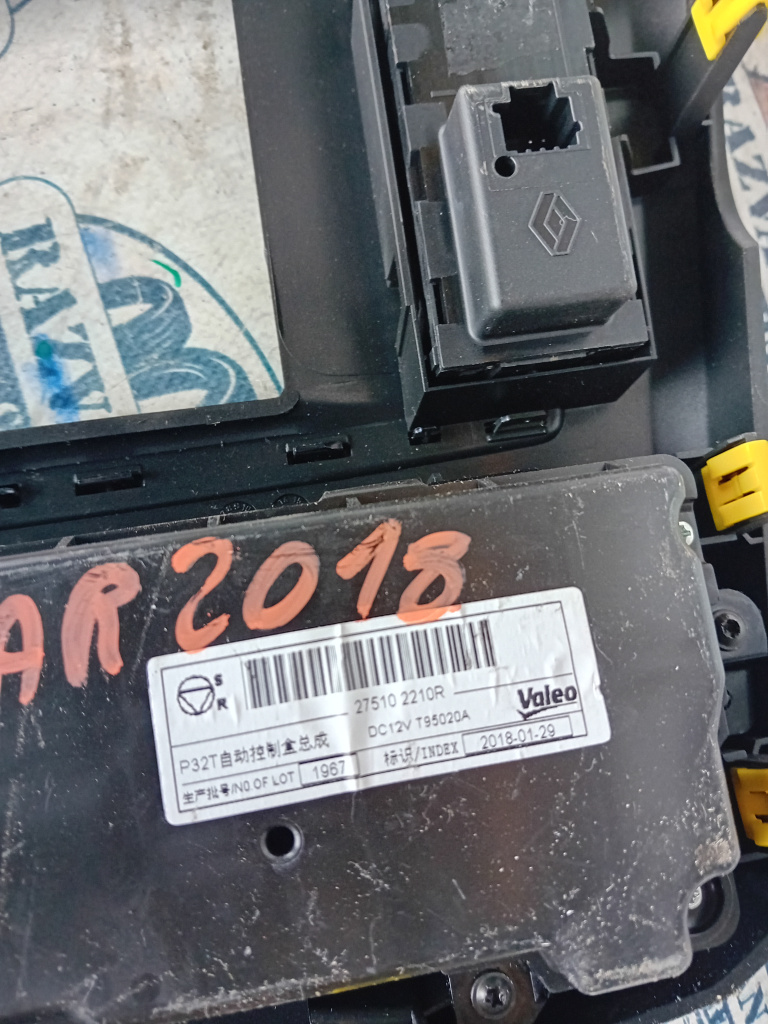 RAZV
AR 2018
S
R
27510 2210R
DC12V T95020A
Valeo
P32T自动控制盒总成
生产批号/NO.OF LOT 1967
标识/INDEX 2018-01-29